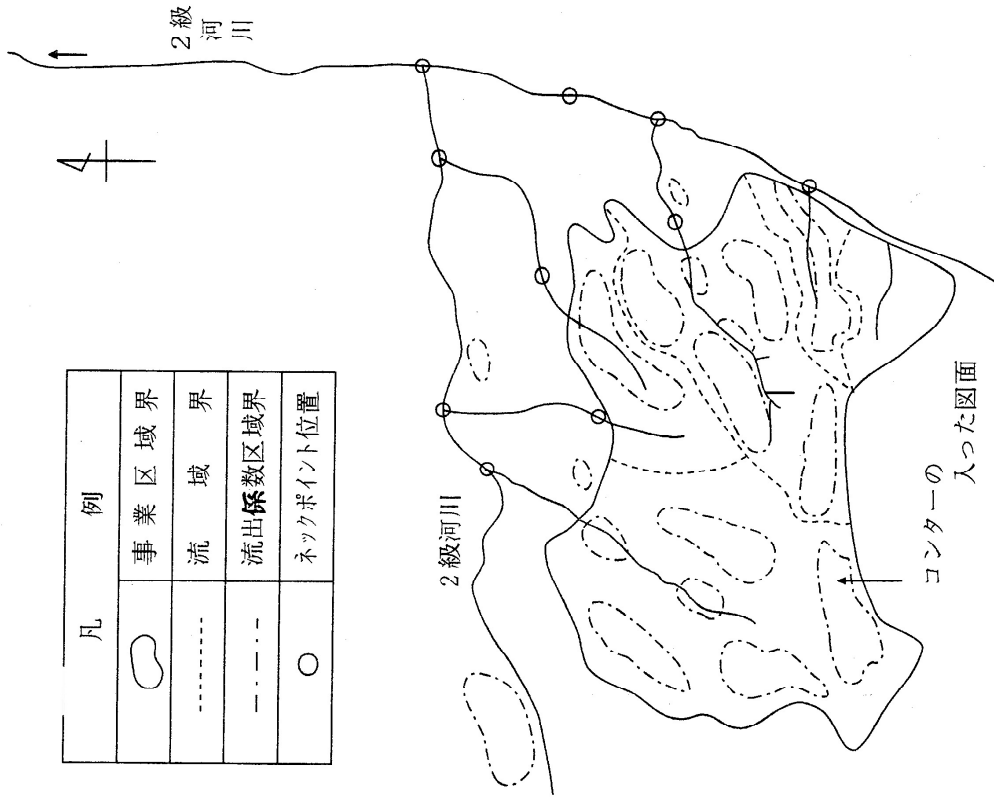 2級
河
川
凡例
事業区域界
流域界
流出係数区域界
ネックポイント位置
2級河川
コンターの
入った図面